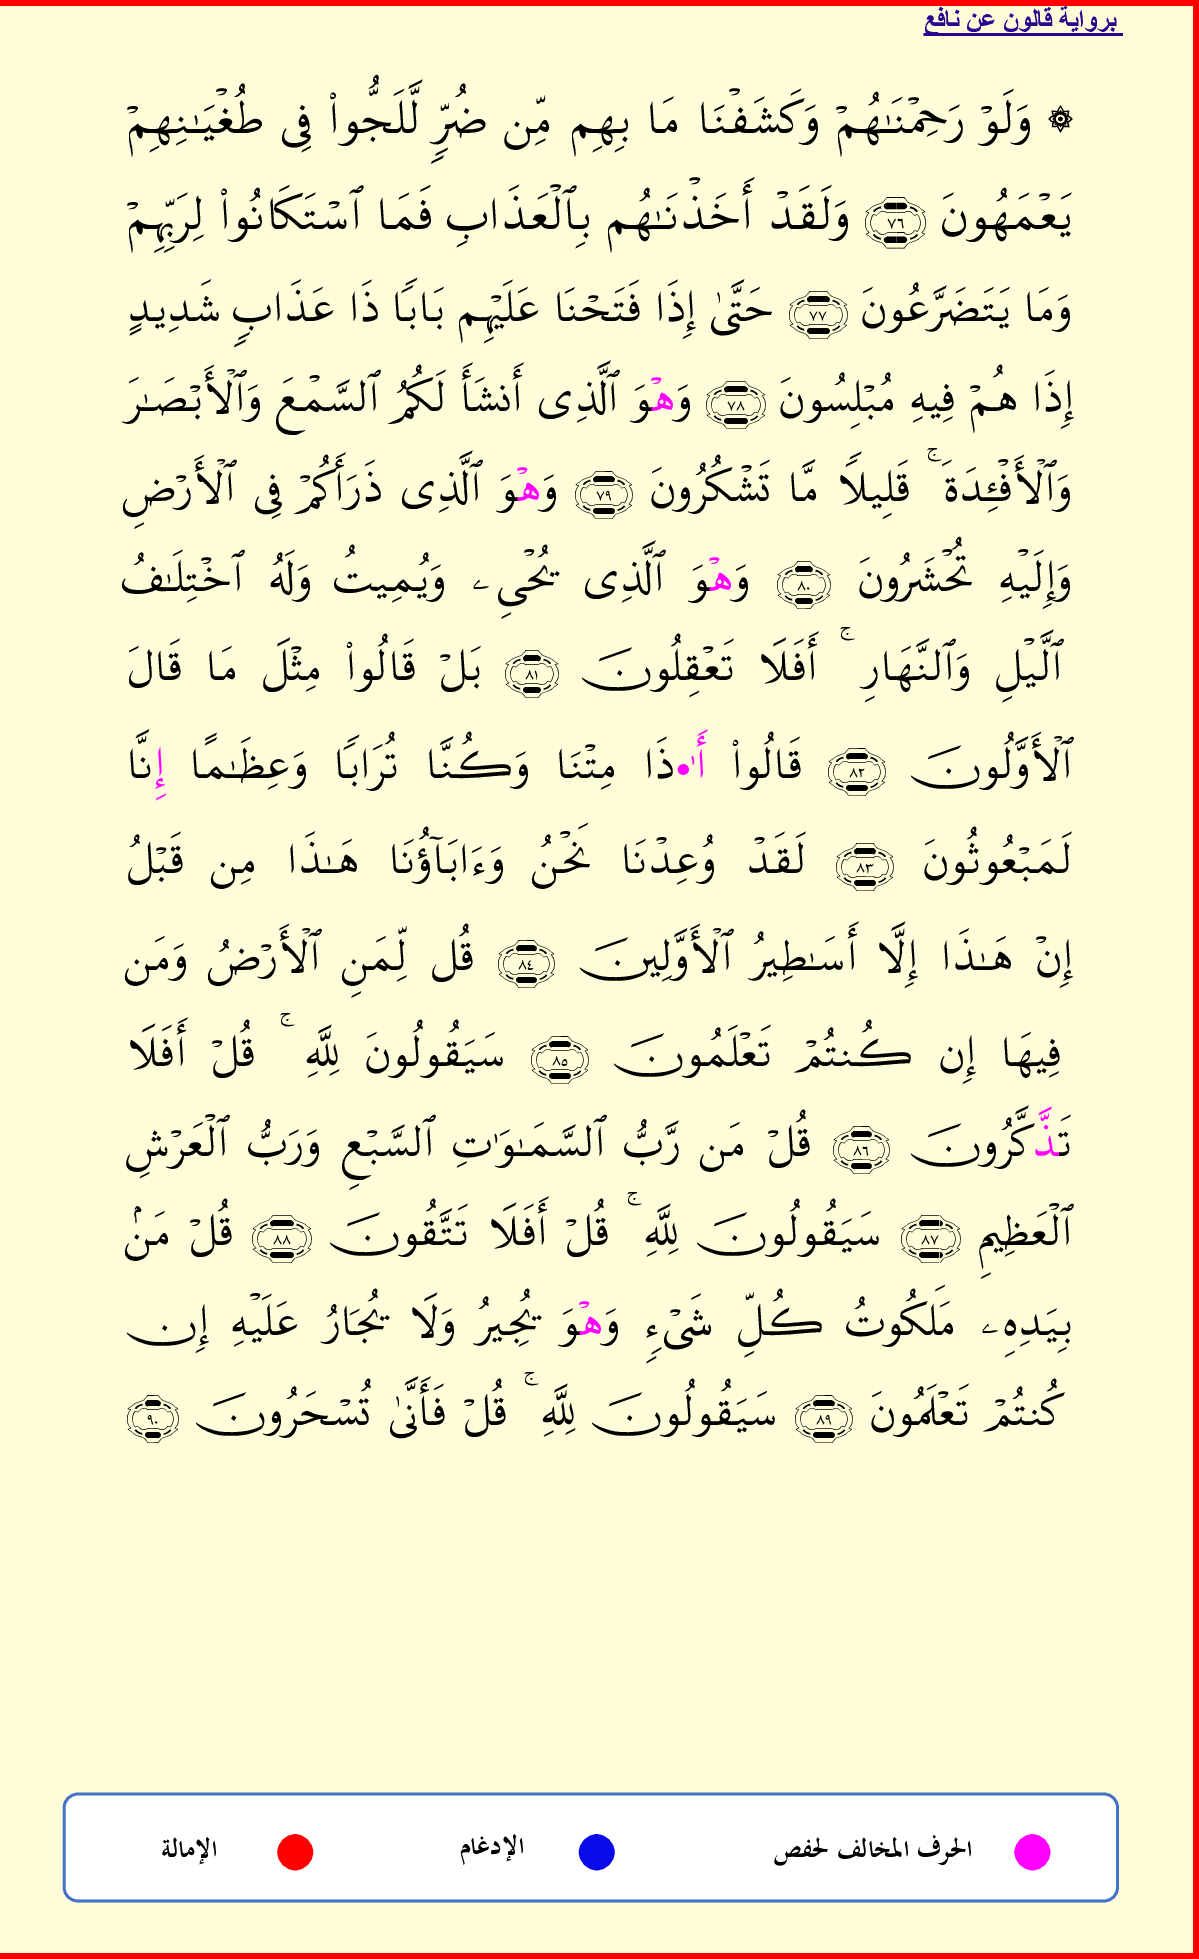 برواية قالون عن نافع
۞ وَلَوْ رَحِمْنَٰهُمْ وَكَشَفْنَا مَا بِهِم مِّن ضُرٍّ لَّلَجُّواْ فِى طُغْيَٰنِهِمْ
يَعْمَهُونَ ٧٦ وَلَقَدْ أَخَذْنَٰهُم بِٱلْعَذَابِ فَمَا ٱسْتَكَانُواْ لِرَبِّهِمْ
وَمَا يَتَضَرَّعُونَ ٧٧ حَتَّىٰ إِذَا فَتَحْنَا عَلَيْهِم بَابًا ذَا عَذَابٍ شَدِيدٍ
إِذَا هُمْ فِيهِ مُبْلِسُونَ ٧٨ وَهْوَ ٱلَّذِى أَنشَأَ لَكُمُ ٱلسَّمْعَ وَٱلْأَبْصَٰرَ
وَٱلْأَفْـِٔدَةَ ۚ قَلِيلًا مَّا تَشْكُرُونَ ٧٩ وَهْوَ ٱلَّذِى ذَرَأَكُمْ فِى ٱلْأَرْضِ
وَإِلَيْهِ تُحْشَرُونَ ٨٠ وَهْوَ ٱلَّذِى يُحْىِۦ وَيُمِيتُ وَلَهُ ٱخْتِلَٰفُ
ٱلَّيْلِ وَٱلنَّهَارِ ۚ أَفَلَا تَعْقِلُونَ ٨١ بَلْ قَالُواْ مِثْلَ مَا قَالَ
ٱلْأَوَّلُونَ ٨٢ قَالُواْ أَٰ•ذَا مِتْنَا وَكُنَّا تُرَابًا وَعِظَٰمًا إِنَّا
لَمَبْعُوثُونَ ٨٣ لَقَدْ وُعِدْنَا نَحْنُ وَءَابَآؤُنَا هَٰذَا مِن قَبْلُ
إِنْ هَٰذَا إِلَّا أَسَٰطِيرُ ٱلْأَوَّلِينَ ٨٤ قُل لِّمَنِ ٱلْأَرْضُ وَمَن
فِيهَا إِن كُنتُمْ تَعْلَمُونَ ٨٥ سَيَقُولُونَ لِلَّهِ ۚ قُلْ أَفَلَا
تَذَّكَّرُونَ ٨٦ قُلْ مَن رَّبُّ ٱلسَّمَٰوَٰتِ ٱلسَّبْعِ وَرَبُّ ٱلْعَرْشِ
ٱلْعَظِيمِ ٨٧ سَيَقُولُونَ لِلَّهِ ۚ قُلْ أَفَلَا تَتَّقُونَ ٨٨ قُلْ مَنۢ
بِيَدِهِۦ مَلَكُوتُ كُلِّ شَىْءٍ وَهْوَ يُجِيرُ وَلَا يُجَارُ عَلَيْهِ إِن
كُنتُمْ تَعْلَمُونَ ٨٩ سَيَقُولُونَ لِلَّهِ ۚ قُلْ فَأَنَّىٰ تُسْحَرُونَ ٩٠
الحرف المخالف لحفص الإدغام الإمالة